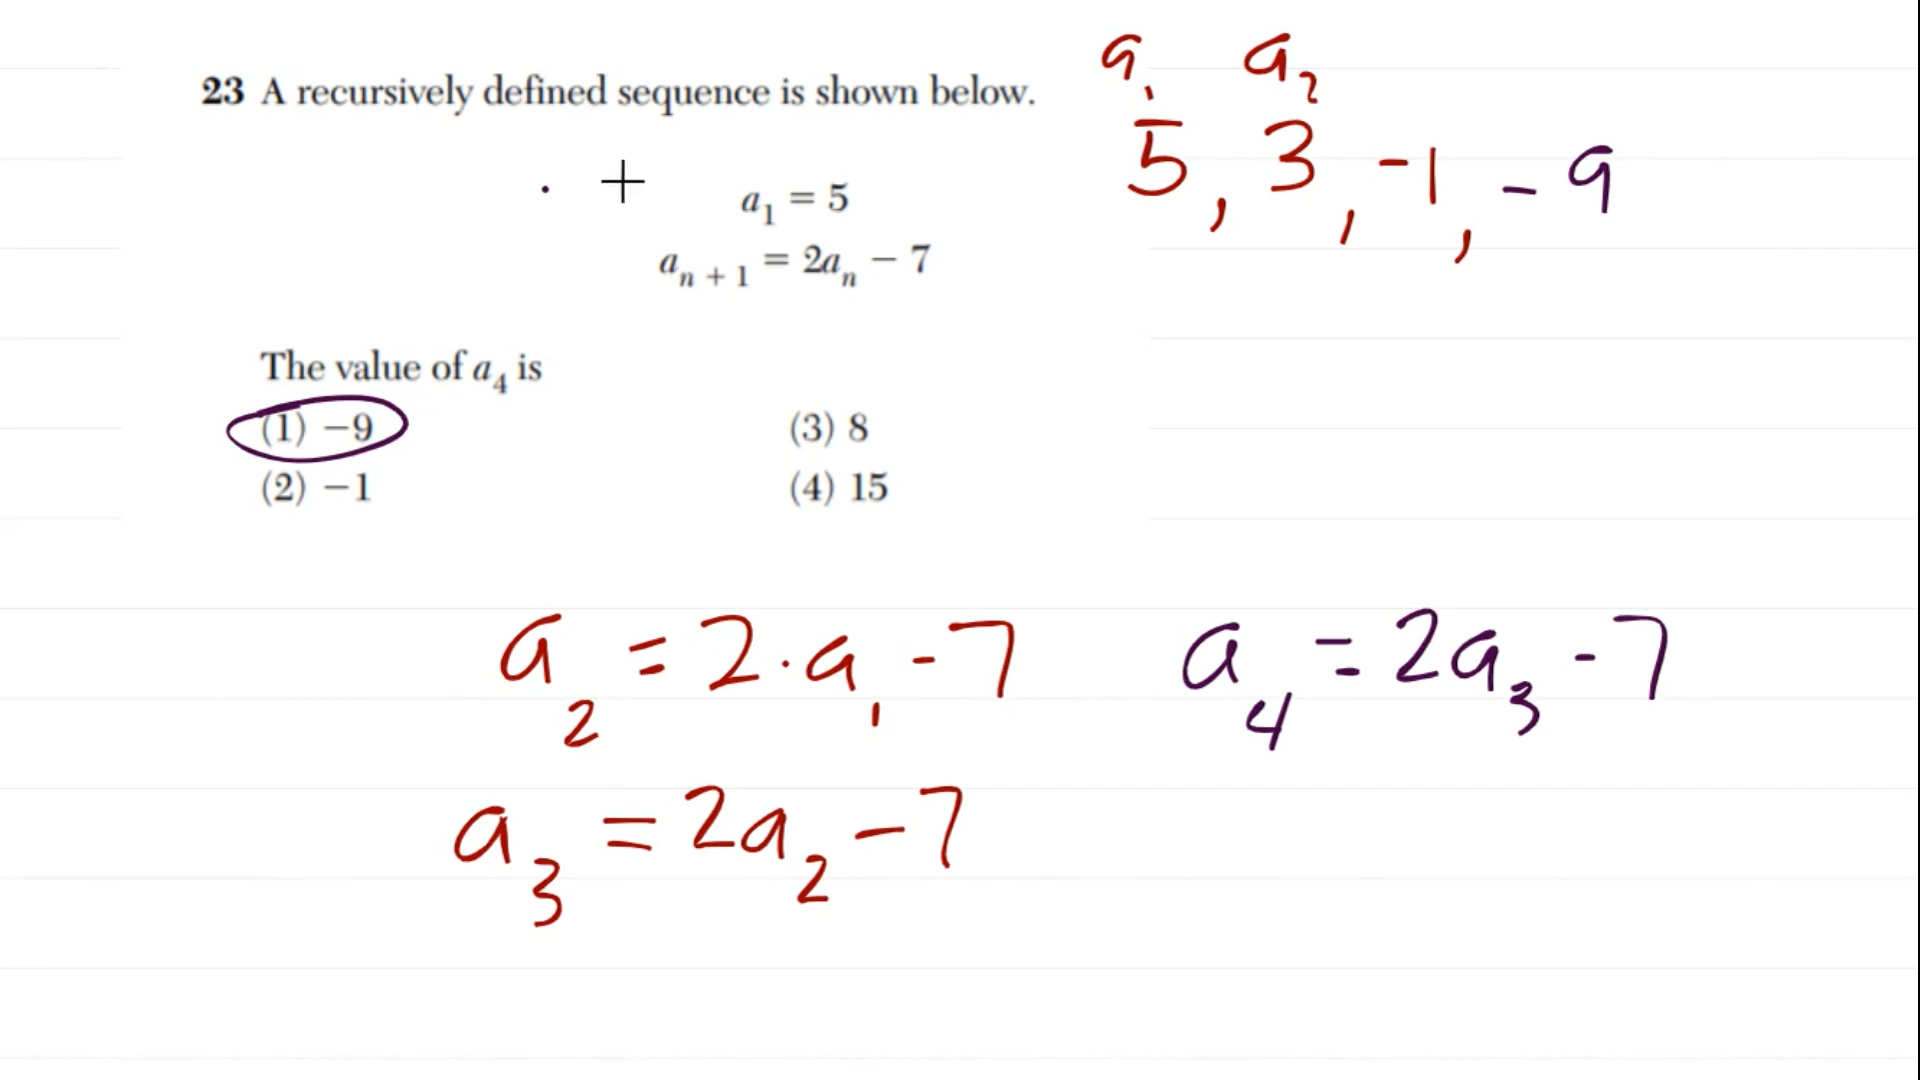 23 A recursively defined sequence is shown below.
a₁ = 5
aₙ ₊ ₁ = 2aₙ − 7
The value of a₄ is
(1) −9
(3) 8
(2) −1
(4) 15
a₁ a₂
5, 3, -1, -9
a₂ = 2·a₁ - 7
a₄ = 2a₃ - 7
a₃ = 2a₂ - 7